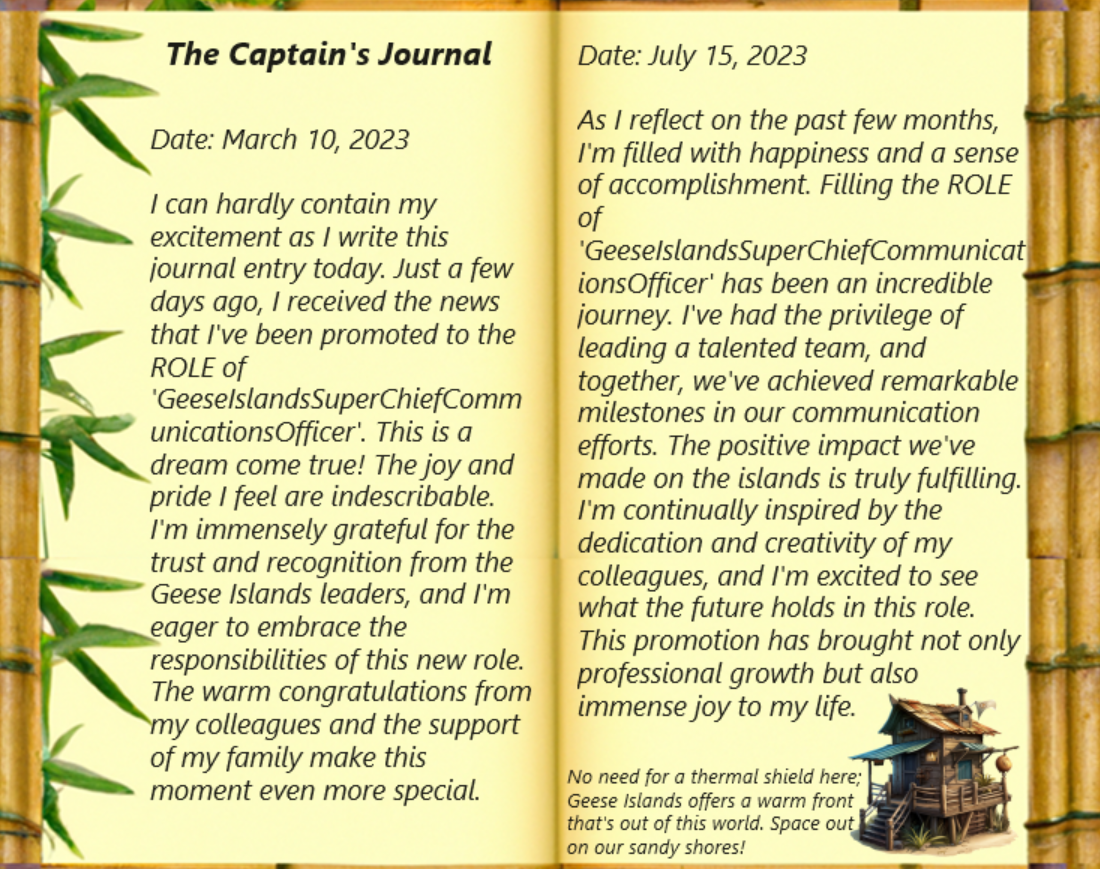 The Captain's Journal
Date: March 10, 2023
I can hardly contain my
excitement as I write this
journal entry today. Just a few
days ago, I received the news
that I've been promoted to the
ROLE of
'GeeseIslandsSuperChiefComm
unicationsOfficer'. This is a
dream come true! The joy and
pride I feel are indescribable.
I'm immensely grateful for the
trust and recognition from the
Geese Islands leaders, and I'm
eager to embrace the
responsibilities of this new role.
The warm congratulations from
my colleagues and the support
of my family make this
moment even more special.
Date: July 15, 2023
As I reflect on the past few months,
I'm filled with happiness and a sense
of accomplishment. Filling the ROLE
of
'GeeseIslandsSuperChiefCommunicat
ionsOfficer' has been an incredible
journey. I've had the privilege of
leading a talented team, and
together, we've achieved remarkable
milestones in our communication
efforts. The positive impact we've
made on the islands is truly fulfilling.
I'm continually inspired by the
dedication and creativity of my
colleagues, and I'm excited to see
what the future holds in this role.
This promotion has brought not only
professional growth but also
immense joy to my life.
No need for a thermal shield here;
Geese Islands offers a warm front
that's out of this world. Space out
on our sandy shores!